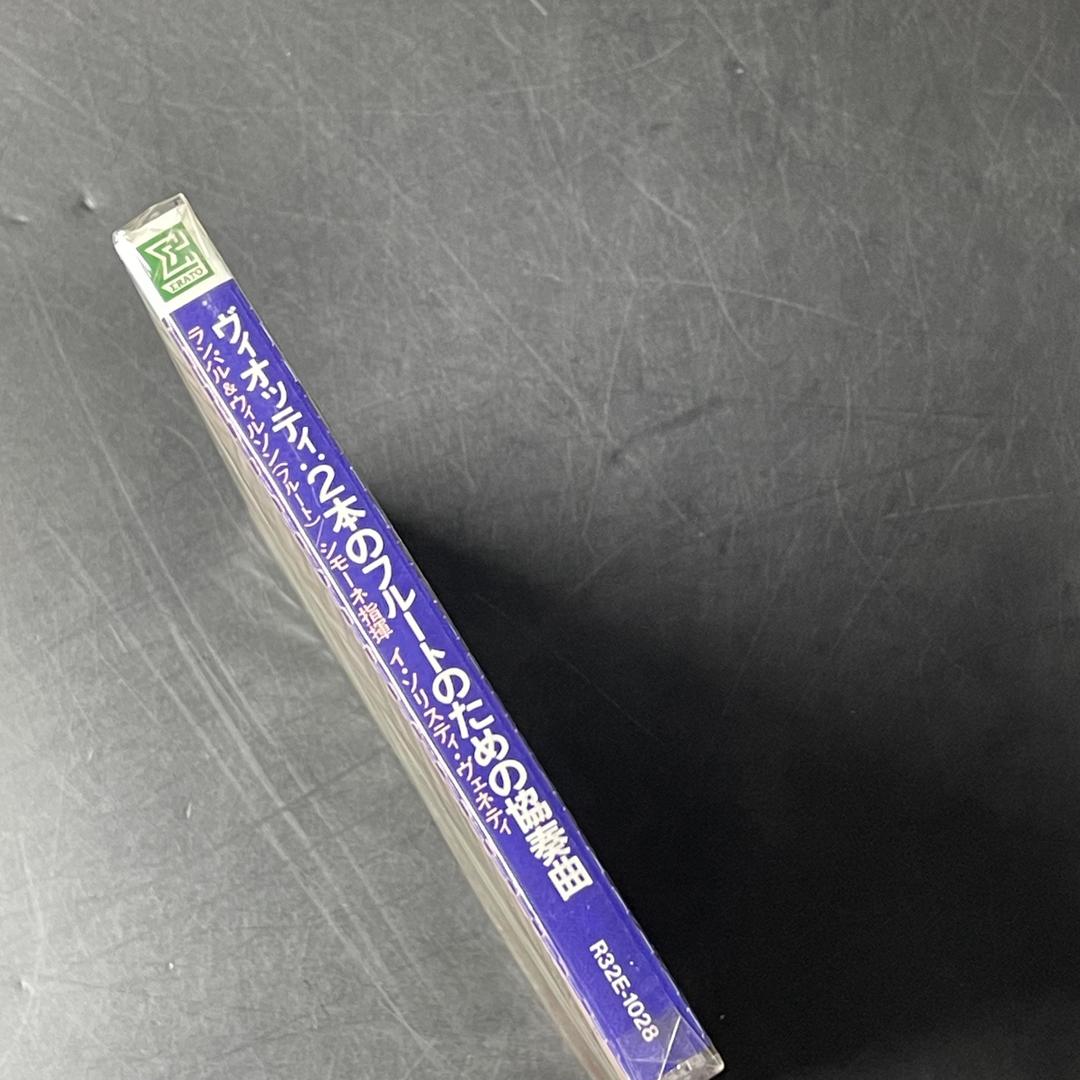 ERATO
ヴィオッティ:2本のフルートのための協奏曲
ランパル&ウィルソン(フルート) シモーネ指揮 イ・ソリスティ・ヴェネティ
R32E-1028